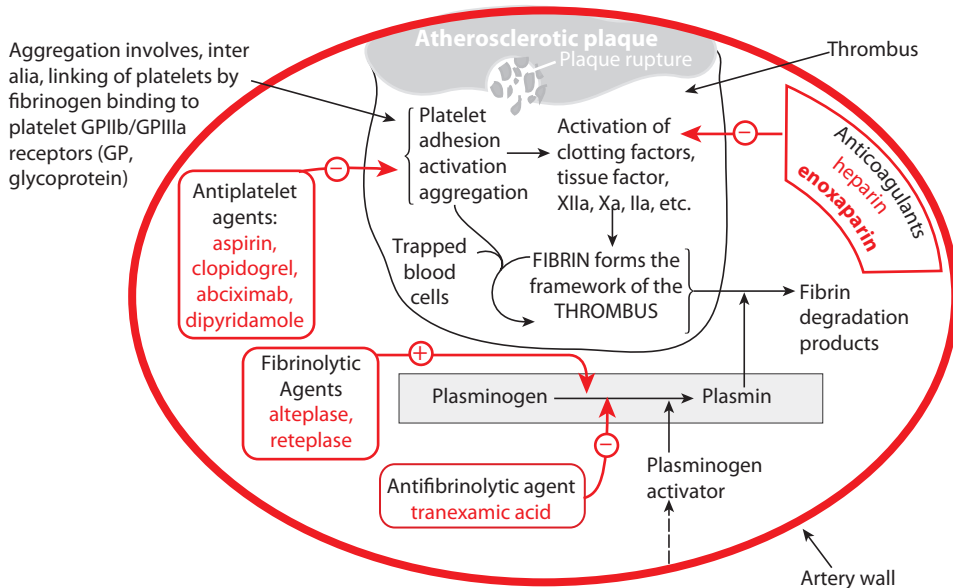 Atherosclerotic plaque
Plaque rupture
Aggregation involves, inter
alia, linking of platelets by
fibrinogen binding to
platelet GPIIb/GPIIIa
receptors (GP,
glycoprotein)
Thrombus
Platelet
adhesion
activation
aggregation
Activation of
clotting factors,
tissue factor,
XIIa, Xa, IIa, etc.
−
−
Anticoagulants
heparin
enoxaparin
Antiplatelet
agents:
aspirin,
clopidogrel,
abciximab,
dipyridamole
Trapped
blood
cells
FIBRIN forms the
framework of the
THROMBUS
Fibrin
degradation
products
Fibrinolytic
Agents
alteplase,
reteplase
+
Plasminogen
Plasmin
−
Antifibrinolytic agent
tranexamic acid
Plasminogen
activator
Artery wall